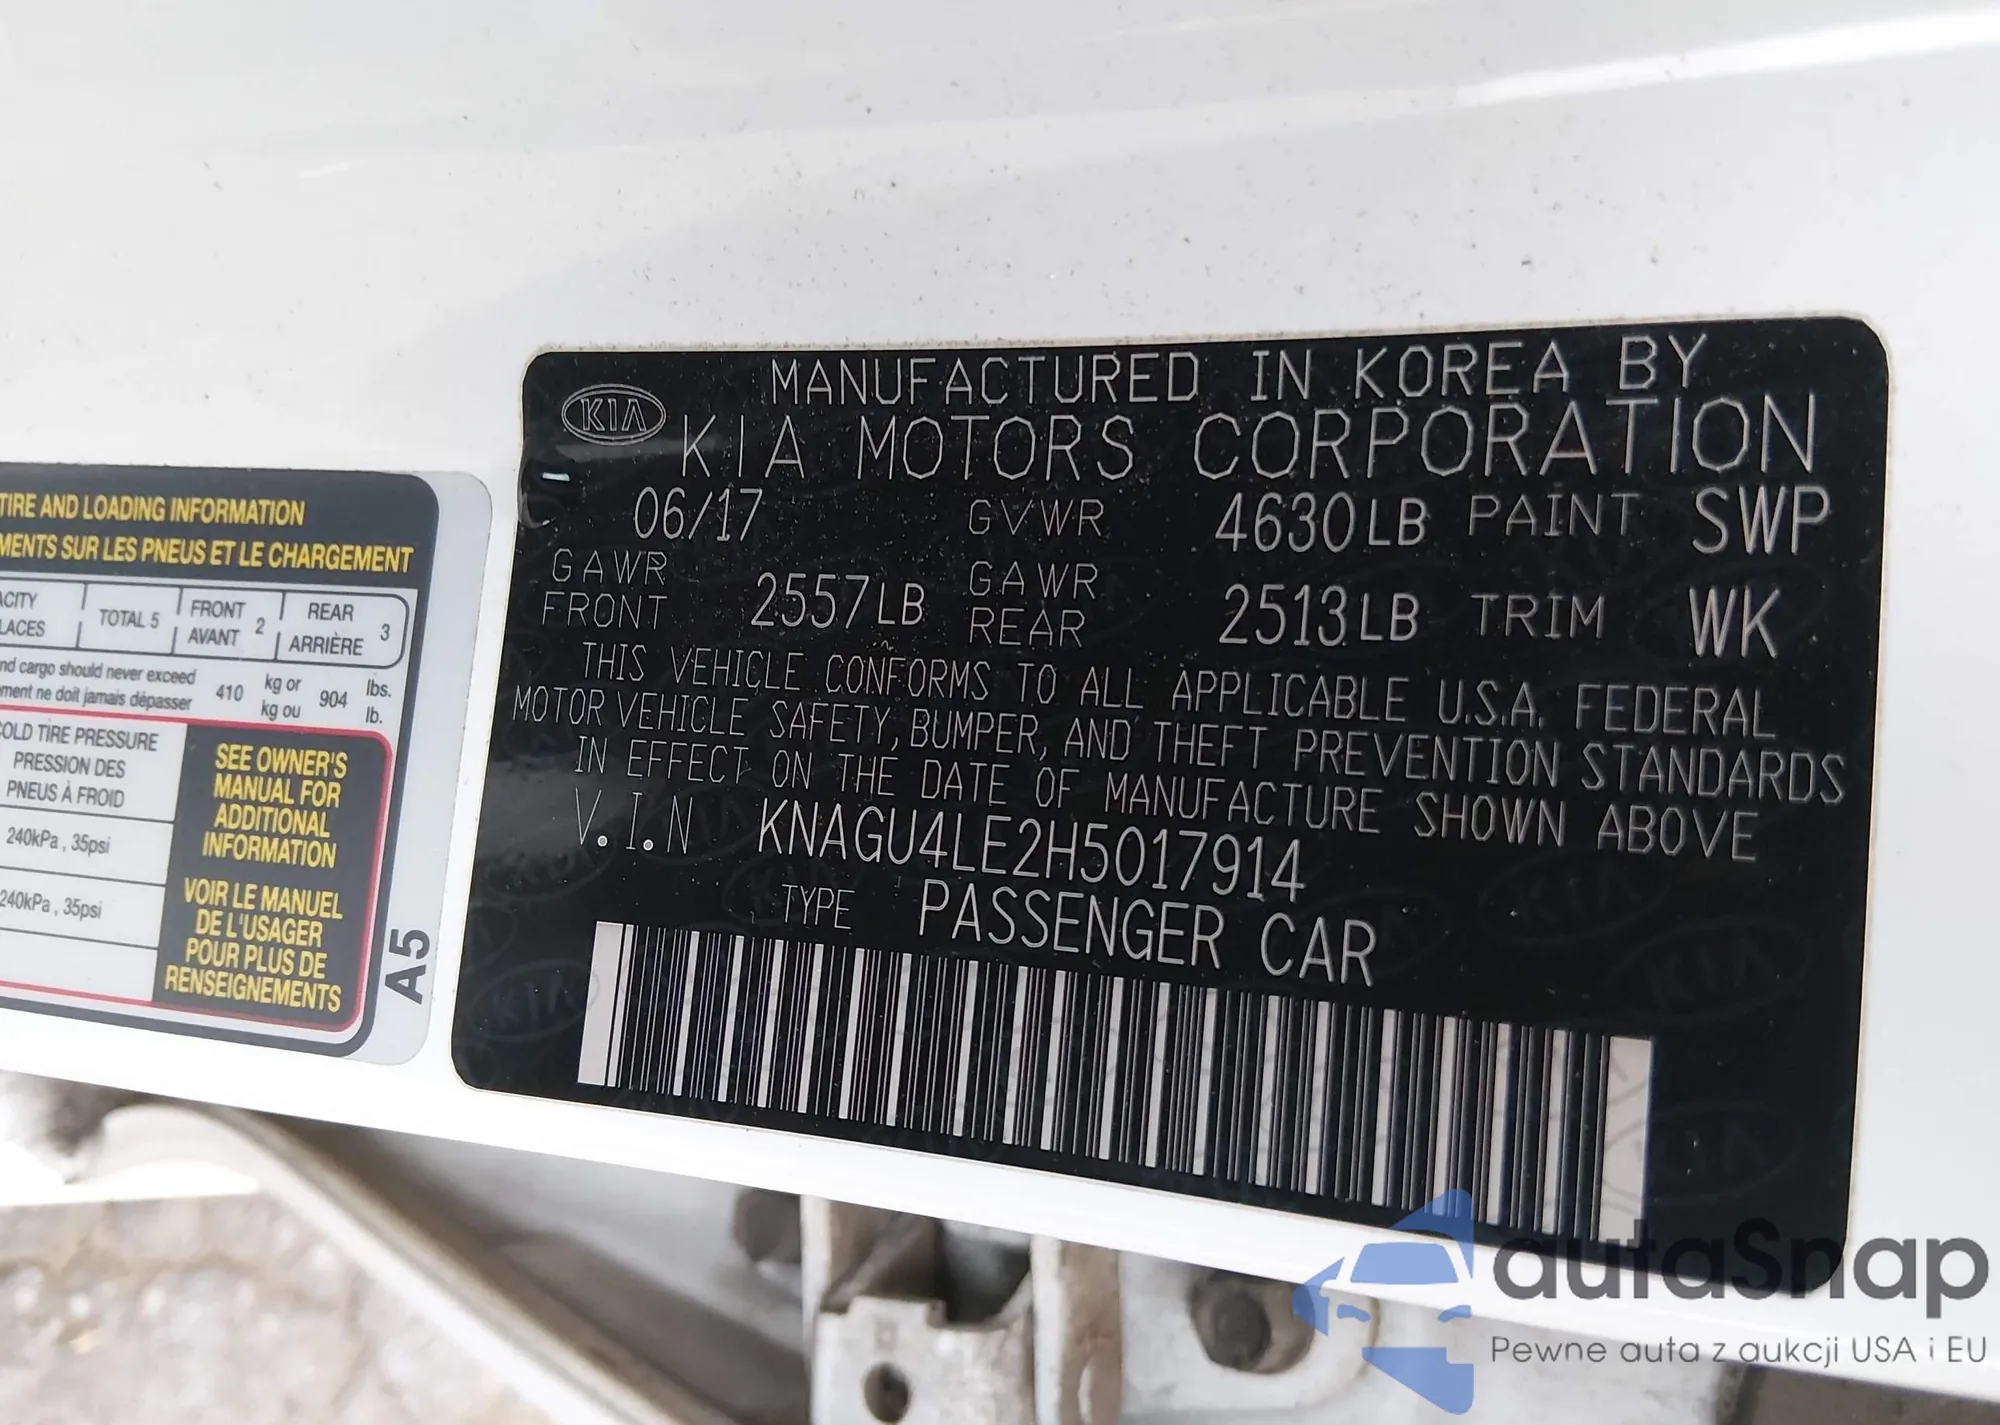 TIRE AND LOADING INFORMATION
MENTS SUR LES PNEUS ET LE CHARGEMENT
ACITY
LACES
TOTAL 5
FRONT
AVANT
2
REAR
ARRIÈRE
3
nd cargo should never exceed
ement ne doit jamais dépasser
410
kg or
kg ou
904
lbs.
lb.
COLD TIRE PRESSURE
PRESSION DES
PNEUS À FROID
240kPa , 35psi
240kPa , 35psi
SEE OWNER'S
MANUAL FOR
ADDITIONAL
INFORMATION
VOIR LE MANUEL
DE L'USAGER
POUR PLUS DE
RENSEIGNEMENTS
A5
KIA
MANUFACTURED IN KOREA BY
KIA MOTORS CORPORATION
06/17 GVWR 4630LB PAINT SWP
GAWR FRONT 2557LB GAWR REAR 2513LB TRIM WK
THIS VEHICLE CONFORMS TO ALL APPLICABLE U.S.A. FEDERAL
MOTOR VEHICLE SAFETY, BUMPER, AND THEFT PREVENTION STANDARDS
IN EFFECT ON THE DATE OF MANUFACTURE SHOWN ABOVE
V.I.N KNAGU4LE2H5017914
TYPE PASSENGER CAR
autaSnap
Pewne auta z aukcji USA i EU